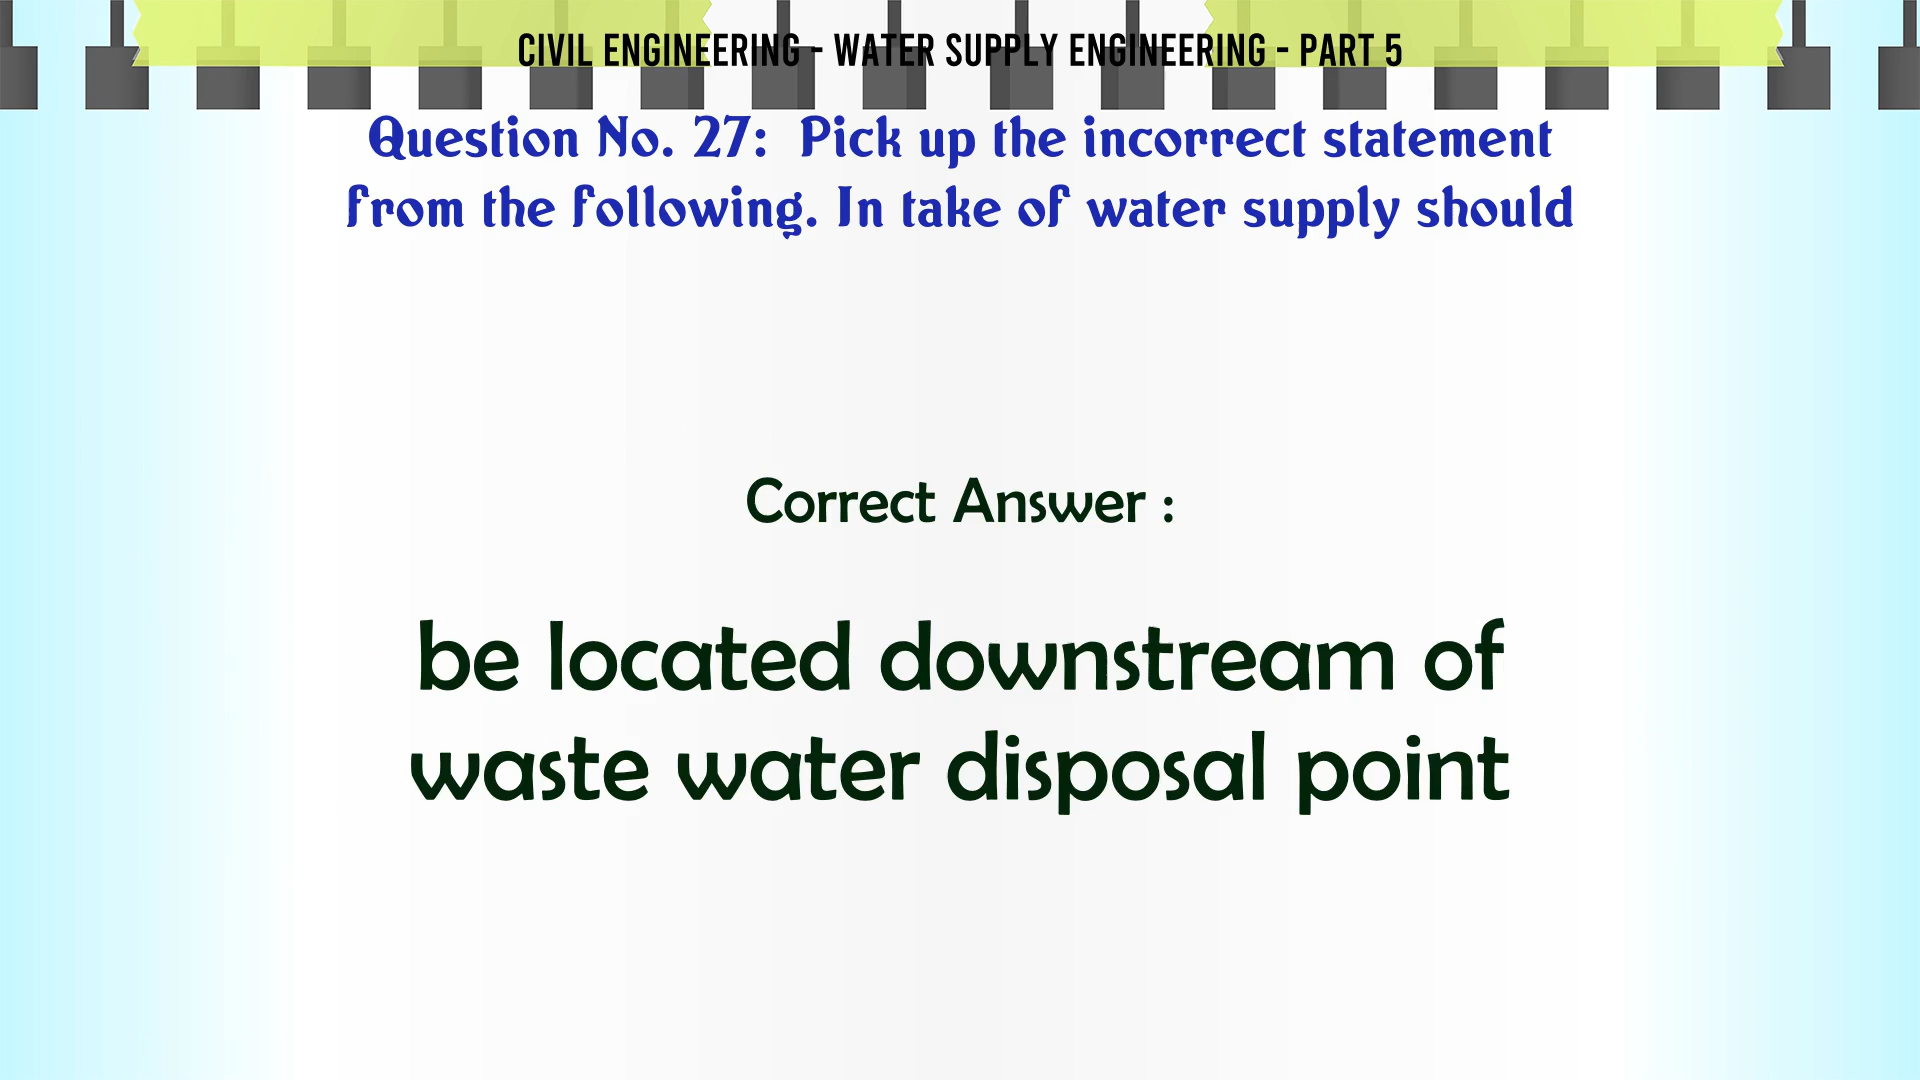 CIVIL ENGINEERING - WATER SUPPLY ENGINEERING - PART 5
Question No. 27: Pick up the incorrect statement
from the following. In take of water supply should
Correct Answer :
be located downstream of
waste water disposal point